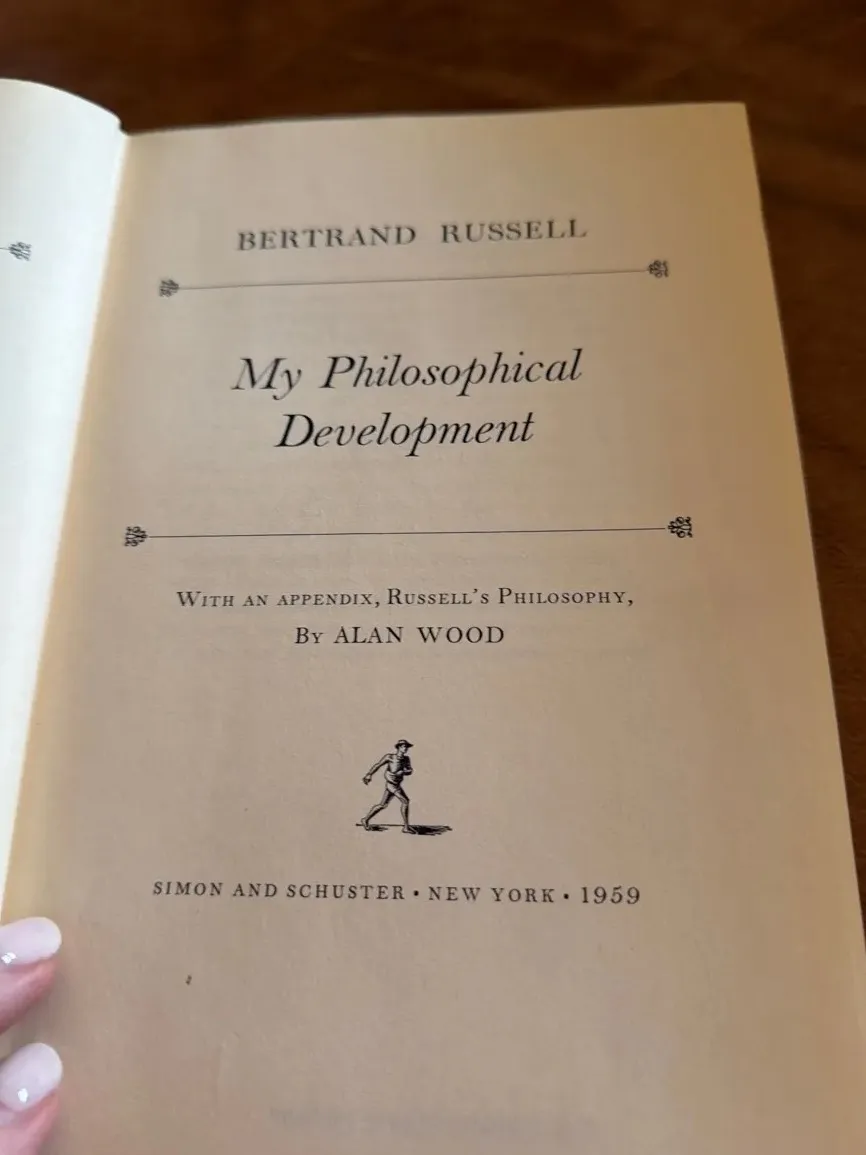 BERTRAND RUSSELL
My Philosophical
Development
WITH AN APPENDIX, RUSSELL'S PHILOSOPHY,
BY ALAN WOOD
SIMON AND SCHUSTER • NEW YORK • 1959